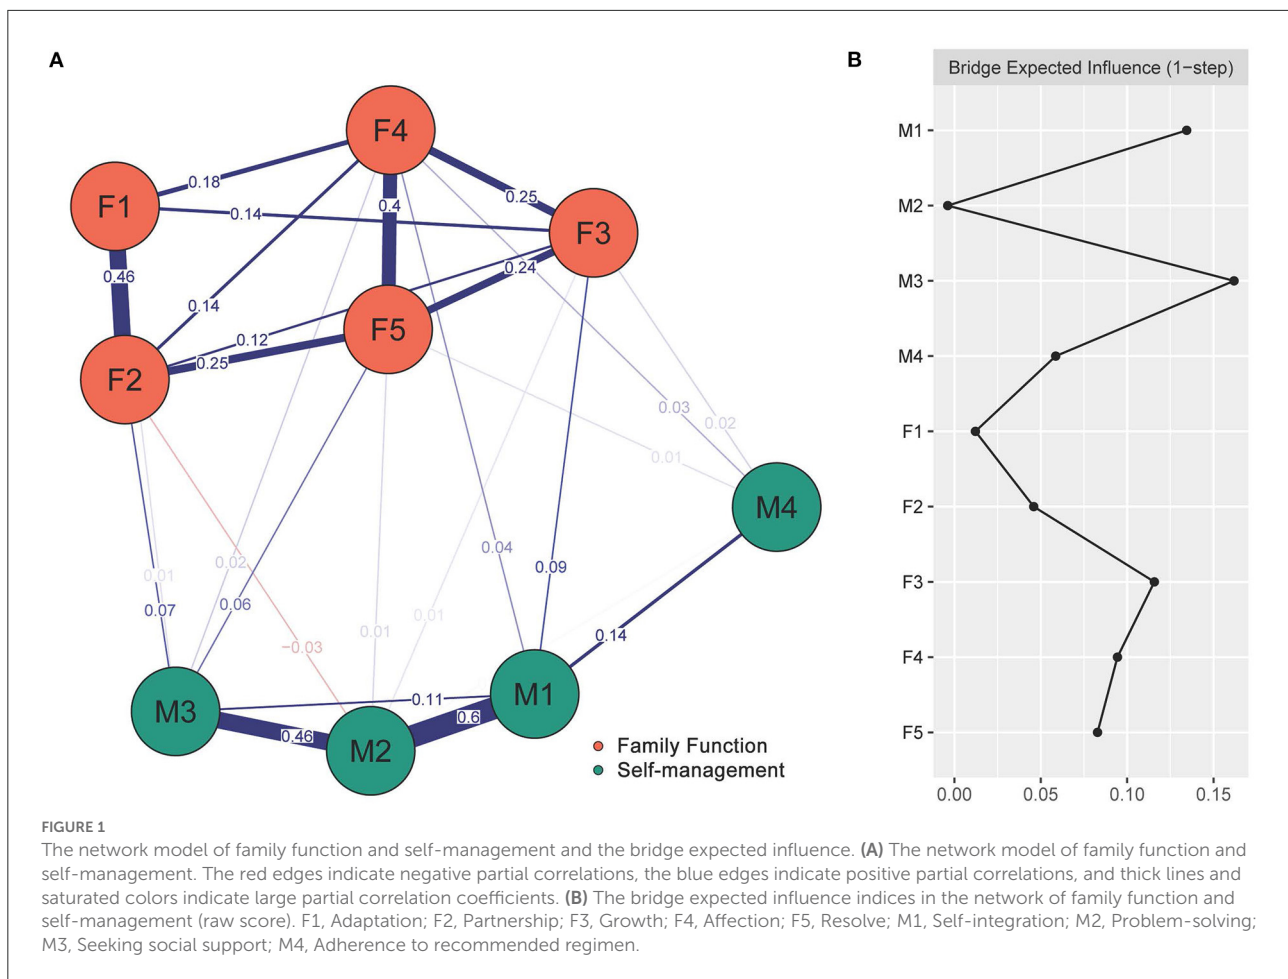 A
F4
F1
F3
F5
F2
M4
M3
M2
M1
0.18
0.25
0.4
0.14
0.46
0.24
0.14
0.12
0.25
0.03
0.02
0.01
0.04
0.02
0.01
0.09
0.07
0.06
0.01
0.01
−0.03
0.14
0.11
0.46
0.6
Family Function
Self-management
B
Bridge Expected Influence (1−step)
M1
M2
M3
M4
F1
F2
F3
F4
F5
0.00 0.05 0.10 0.15
FIGURE 1
The network model of family function and self-management and the bridge expected influence. (A) The network model of family function and
self-management. The red edges indicate negative partial correlations, the blue edges indicate positive partial correlations, and thick lines and
saturated colors indicate large partial correlation coefficients. (B) The bridge expected influence indices in the network of family function and
self-management (raw score). F1, Adaptation; F2, Partnership; F3, Growth; F4, Affection; F5, Resolve; M1, Self-integration; M2, Problem-solving;
M3, Seeking social support; M4, Adherence to recommended regimen.